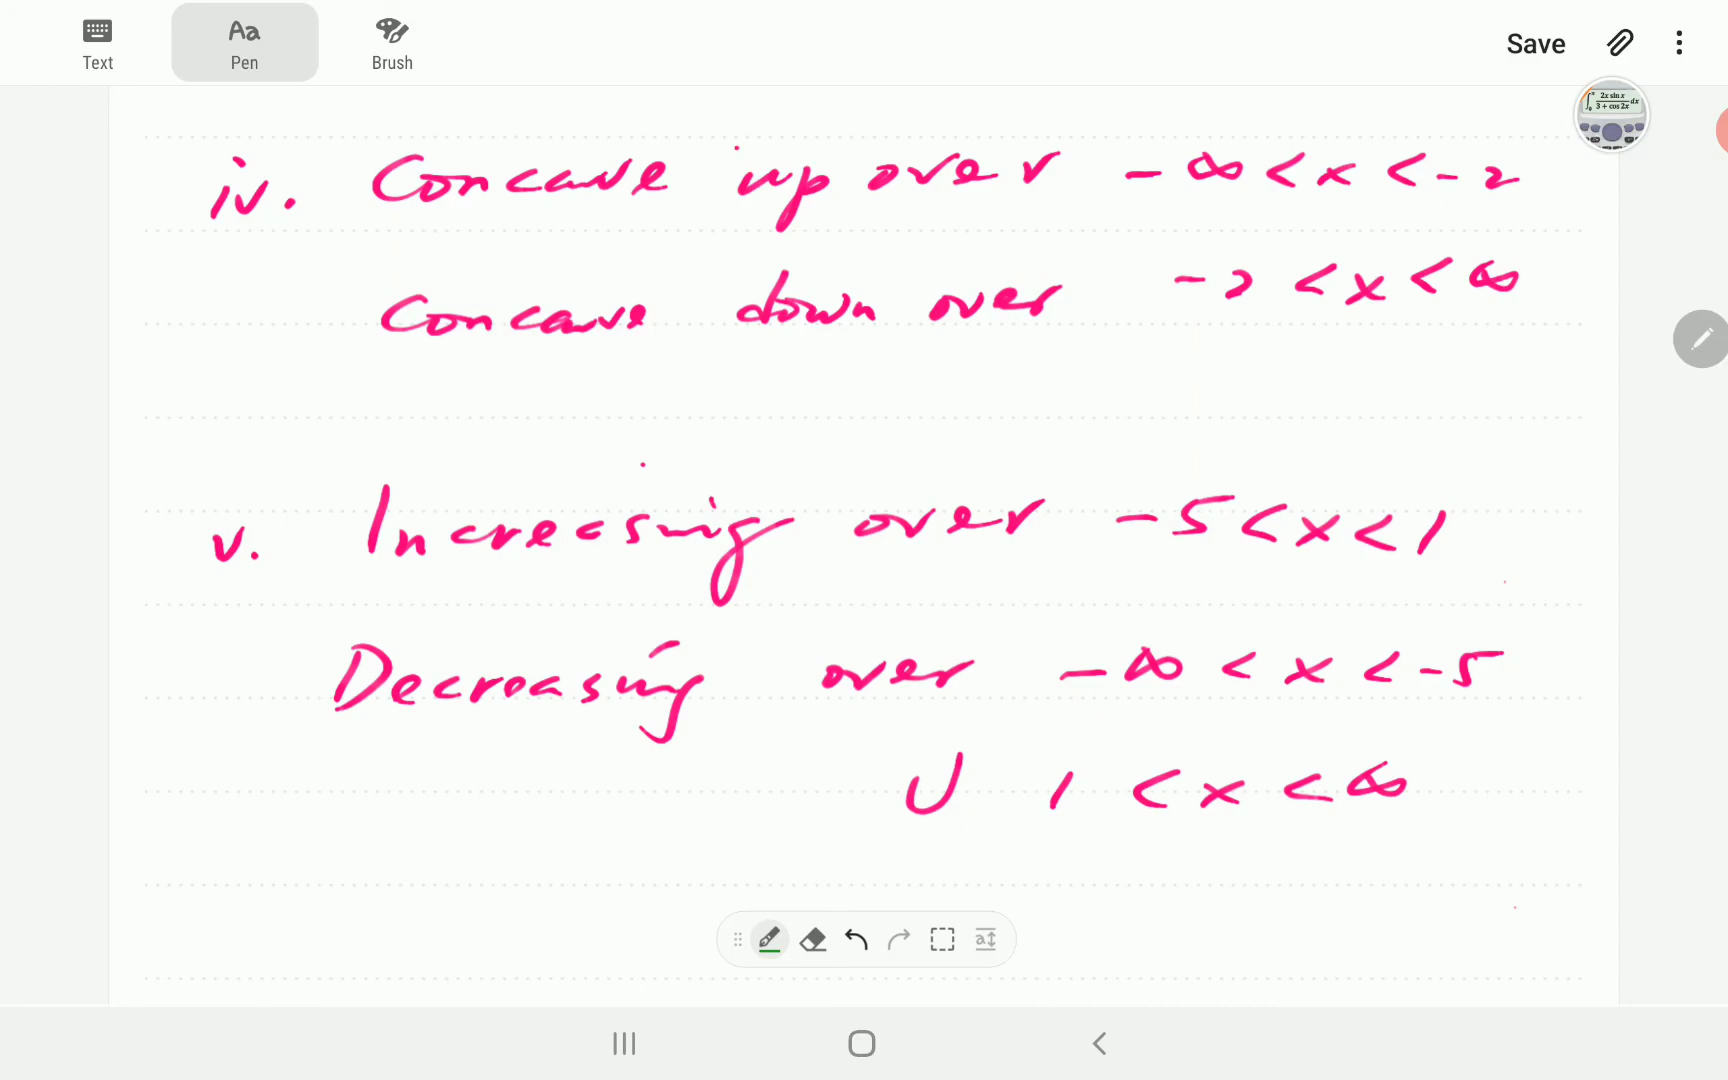 Text
Pen
Brush
Save
iv. Concave up over -∞ < x < -2
Concave down over -2 < x < ∞
v. Increasing over -5 < x < 1
Decreasing over -∞ < x < -5
∪ 1 < x < ∞